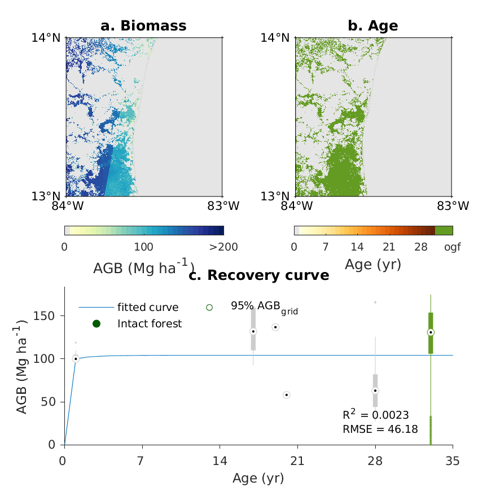 a. Biomass
b. Age
14°N
14°N
13°N
13°N
84°W
83°W
84°W
83°W
0
100
>200
0
7
14
21
28
ogf
AGB (Mg ha⁻¹)
Age (yr)
c. Recovery curve
fitted curve
95% AGB_grid
Intact forest
150
100
50
0
AGB (Mg ha⁻¹)
R² = 0.0023
RMSE = 46.18
0
7
14
21
28
35
Age (yr)